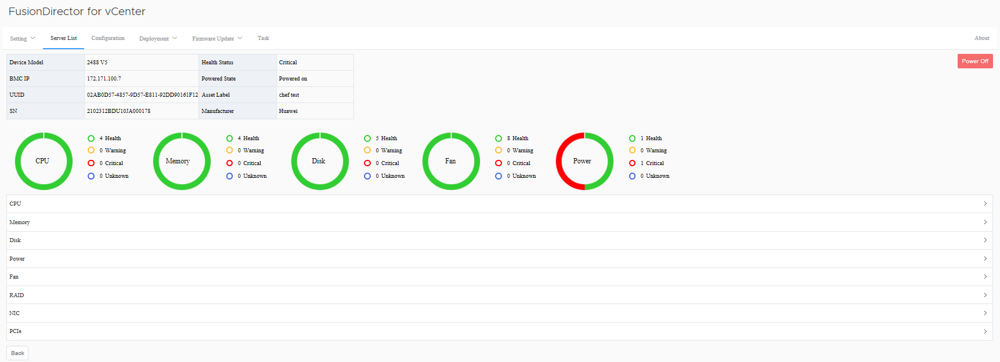 FusionDirector for vCenter
Setting Server List Configuration Deployment Firmware Update Task About
Device Model 2488 V5 Health Status Critical Power Off
BMC IP 172.171.100.7 Powered State Powered on
UUID 02AB0D57-4857-9D57-E811-92DD90161F12 Asset Label chef test
SN 2102312BDU10JA000178 Manufacturer Huawei
CPU
4 Health
0 Warning
0 Critical
0 Unknown
Memory
4 Health
0 Warning
0 Critical
0 Unknown
Disk
5 Health
0 Warning
0 Critical
0 Unknown
Fan
8 Health
0 Warning
0 Critical
0 Unknown
Power
1 Health
0 Warning
1 Critical
0 Unknown
CPU
Memory
Disk
Power
Fan
RAID
NIC
PCIe
Back